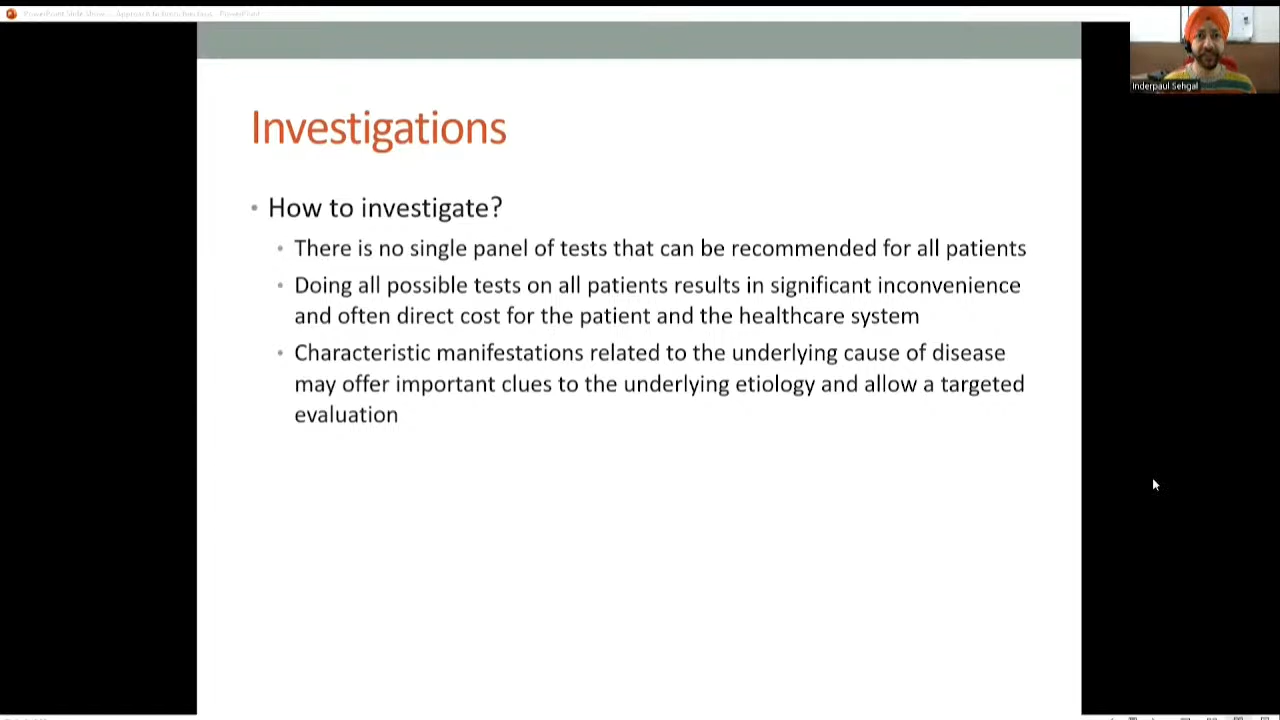 Inderpaul Sehgal
Investigations
• How to investigate?
• There is no single panel of tests that can be recommended for all patients
• Doing all possible tests on all patients results in significant inconvenience
and often direct cost for the patient and the healthcare system
• Characteristic manifestations related to the underlying cause of disease
may offer important clues to the underlying etiology and allow a targeted
evaluation